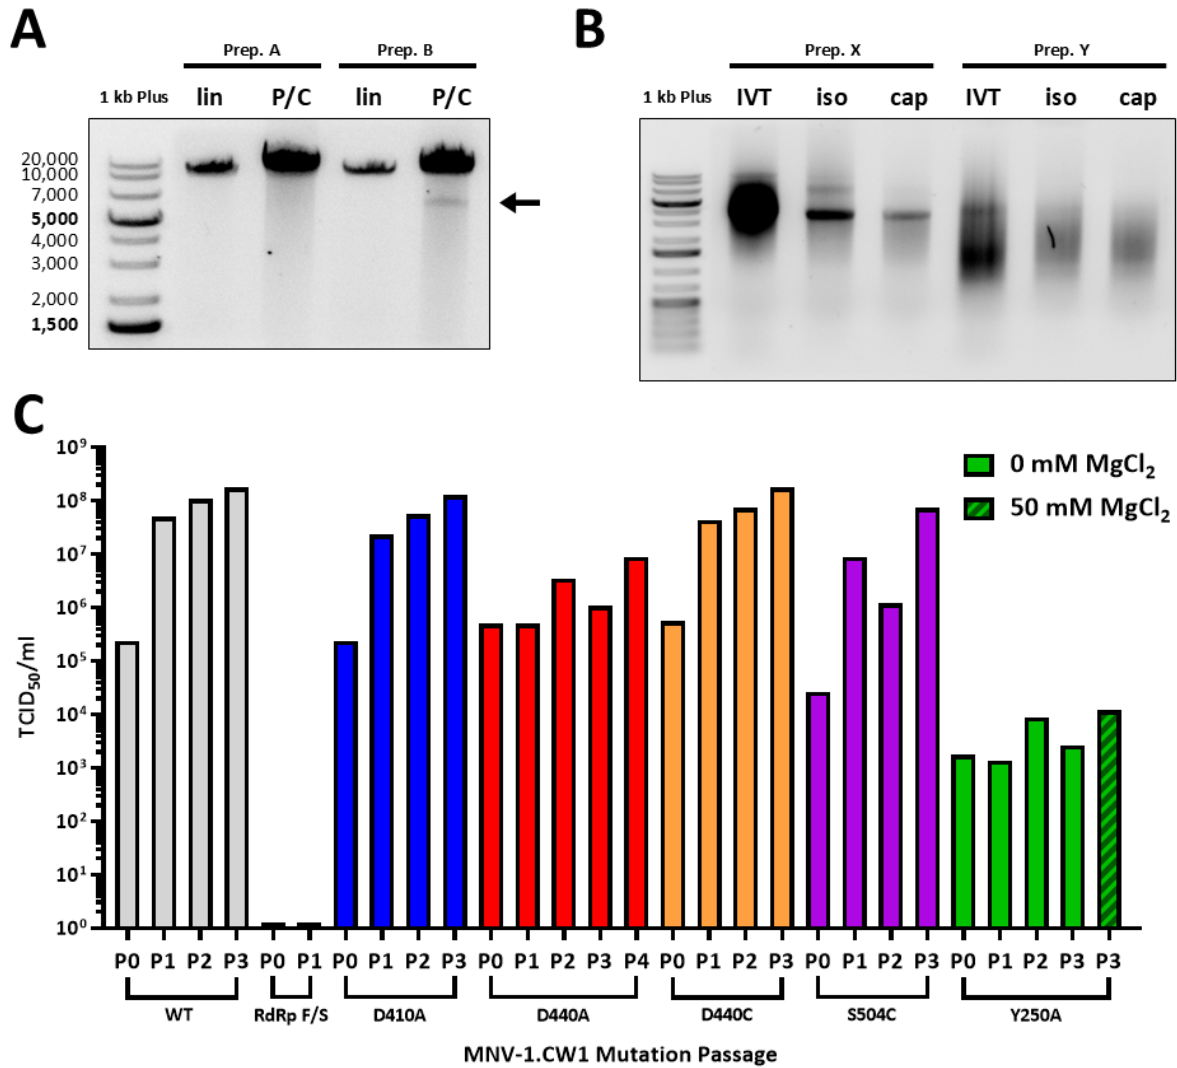 A
Prep. A Prep. B
1 kb Plus lin P/C lin P/C
20,000
10,000
7,000
5,000
4,000
3,000
2,000
1,500
B
Prep. X Prep. Y
1 kb Plus IVT iso cap IVT iso cap
C
10⁹
10⁸
10⁷
10⁶
10⁵
10⁴
10³
10²
10¹
10⁰
TCID₅₀/ml
0 mM MgCl₂
50 mM MgCl₂
P0 P1 P2 P3 P0 P1 P0 P1 P2 P3 P0 P1 P2 P3 P4 P0 P1 P2 P3 P0 P1 P2 P3 P0 P1 P2 P3 P3
WT RdRp F/S D410A D440A D440C S504C Y250A
MNV-1.CW1 Mutation Passage